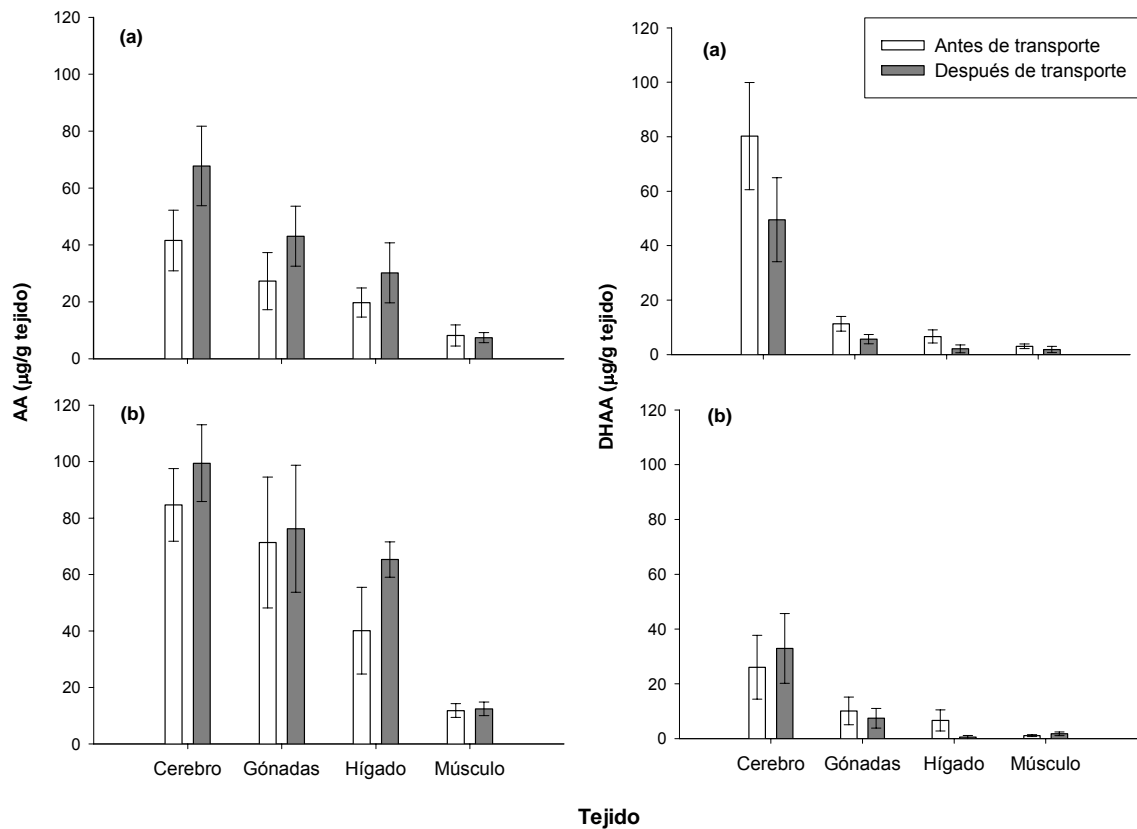 120
100
80
60
40
20
0
(a)
120
100
80
60
40
20
0
(a)
Antes de transporte
Después de transporte
AA (µg/g tejido)
DHAA (µg/g tejido)
120
100
80
60
40
20
0
(b)
Cerebro Gónadas Hígado Músculo
120
100
80
60
40
20
0
(b)
Cerebro Gónadas Hígado Músculo
Tejido